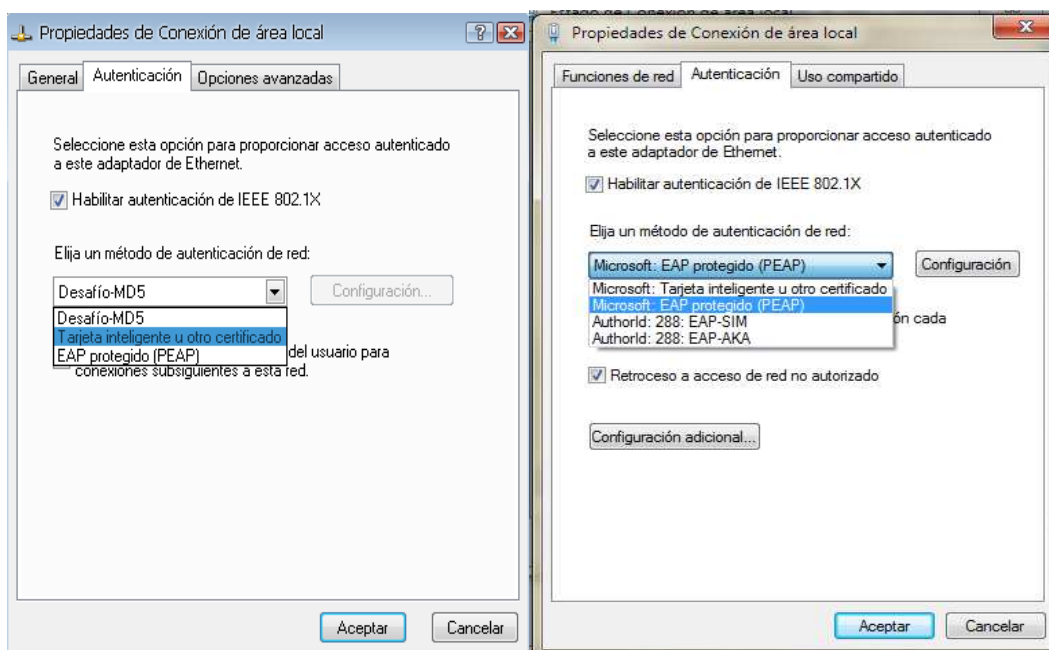 Propiedades de Conexión de área local
General
Autenticación
Opciones avanzadas
Seleccione esta opción para proporcionar acceso autenticado
a este adaptador de Ethernet.
Habilitar autenticación de IEEE 802.1X
Elija un método de autenticación de red:
Desafío-MD5
Configuración...
Desafío-MD5
Tarjeta inteligente u otro certificado
EAP protegido (PEAP)
del usuario para
conexiones subsiguientes a esta red.
Aceptar
Cancelar
Estado de Conexión de área local
Propiedades de Conexión de área local
Funciones de red
Autenticación
Uso compartido
Seleccione esta opción para proporcionar acceso autenticado
a este adaptador de Ethernet.
Habilitar autenticación de IEEE 802.1X
Elija un método de autenticación de red:
Microsoft: EAP protegido (PEAP)
Configuración
Microsoft: Tarjeta inteligente u otro certificado
Microsoft: EAP protegido (PEAP)
AuthorId: 288: EAP-SIM
AuthorId: 288: EAP-AKA
ón cada
Retroceso a acceso de red no autorizado
Configuración adicional...
Aceptar
Cancelar